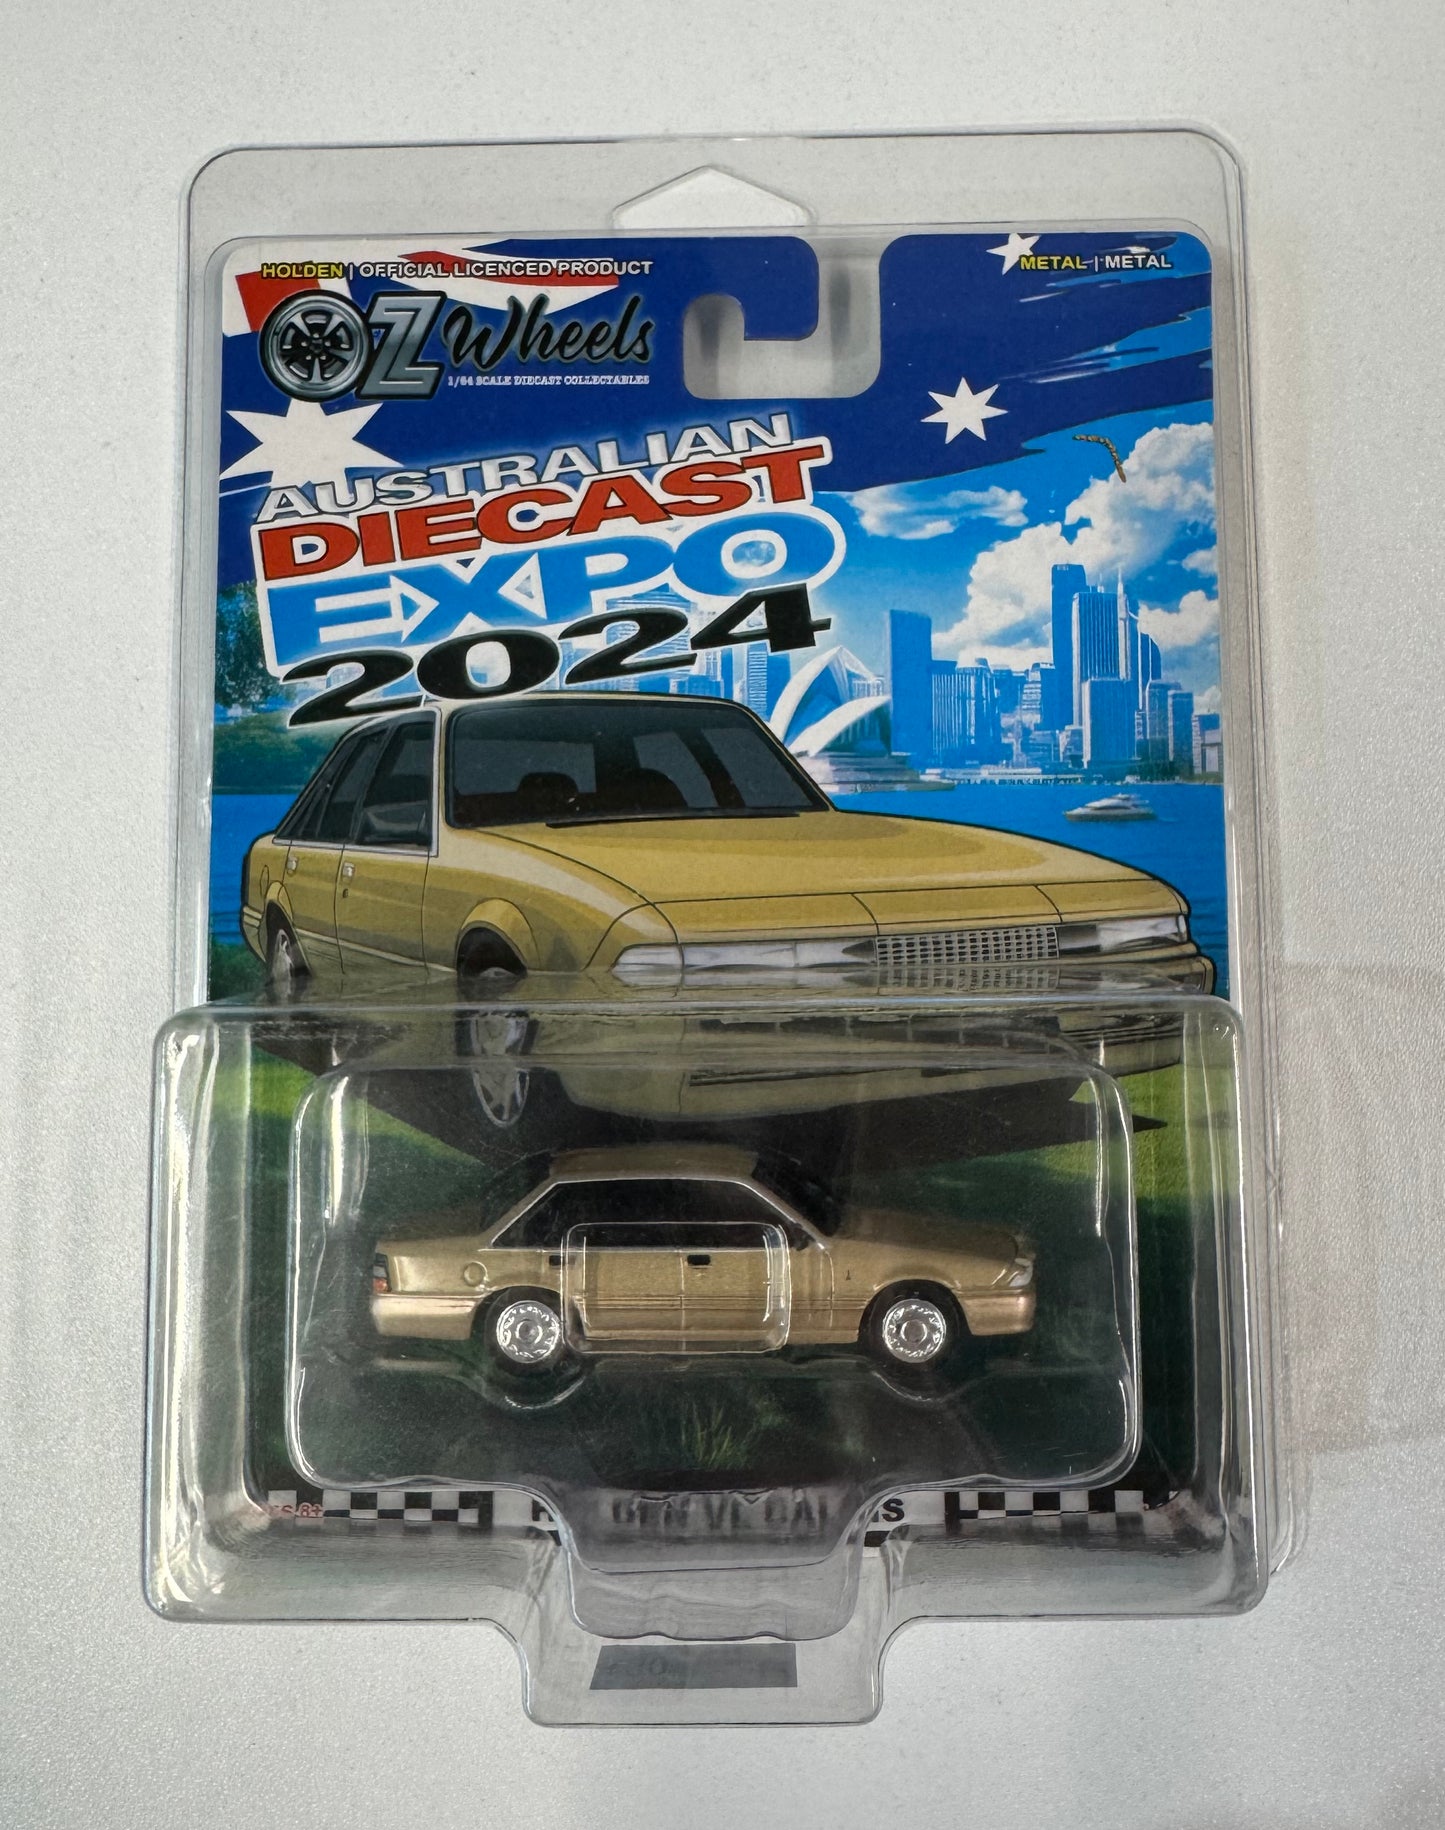 HOLDEN | OFFICIAL LICENCED PRODUCT
METAL | METAL
OZ Wheels
1/64 SCALE DIECAST COLLECTABLES
AUSTRALIAN
DIECAST
EXPO
2024